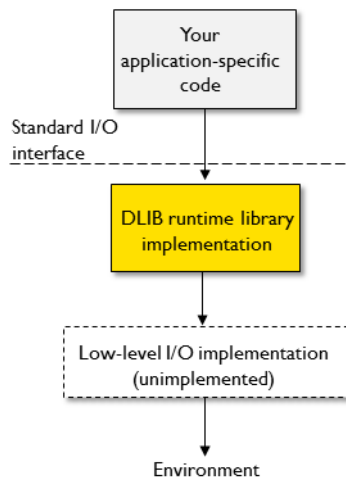 Your
application-specific
code
Standard I/O
interface
DLIB runtime library
implementation
Low-level I/O implementation
(unimplemented)
Environment